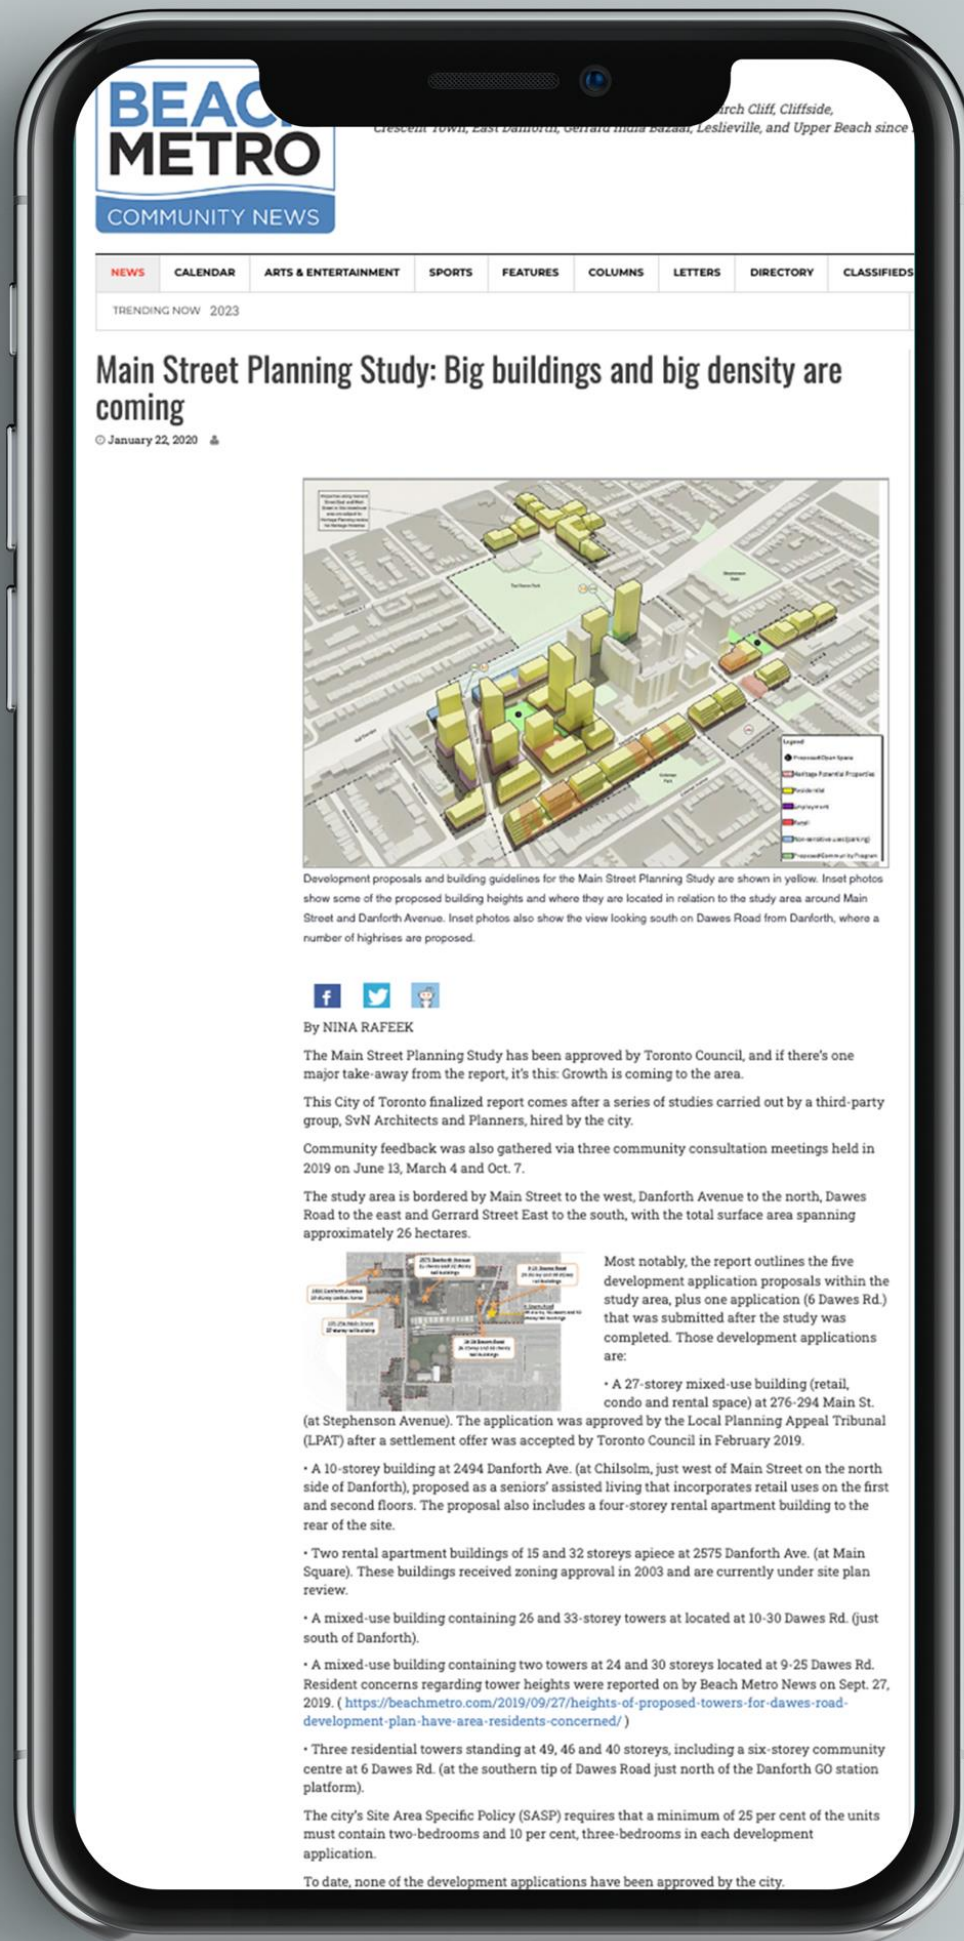 BEAC
METRO
COMMUNITY NEWS
irch Cliff, Cliffside,
Crescent Town, East Danforth, Gerrard India Bazaar, Leslieville, and Upper Beach since
NEWS CALENDAR ARTS & ENTERTAINMENT SPORTS FEATURES COLUMNS LETTERS DIRECTORY CLASSIFIEDS
TRENDING NOW 2023
Main Street Planning Study: Big buildings and big density are
coming
January 22, 2020
Legend
Proposed Open Space
Heritage Potential Properties
Residential
Employment
Retail
Non-sensitive uses (parking)
Proposed Community Program
Development proposals and building guidelines for the Main Street Planning Study are shown in yellow. Inset photos
show some of the proposed building heights and where they are located in relation to the study area around Main
Street and Danforth Avenue. Inset photos also show the view looking south on Dawes Road from Danforth, where a
number of highrises are proposed.
By NINA RAFEEK
The Main Street Planning Study has been approved by Toronto Council, and if there's one
major take-away from the report, it's this: Growth is coming to the area.
This City of Toronto finalized report comes after a series of studies carried out by a third-party
group, SvN Architects and Planners, hired by the city.
Community feedback was also gathered via three community consultation meetings held in
2019 on June 13, March 4 and Oct. 7.
The study area is bordered by Main Street to the west, Danforth Avenue to the north, Dawes
Road to the east and Gerrard Street East to the south, with the total surface area spanning
approximately 26 hectares.
Most notably, the report outlines the five
development application proposals within the
study area, plus one application (6 Dawes Rd.)
that was submitted after the study was
completed. Those development applications
are:
• A 27-storey mixed-use building (retail,
condo and rental space) at 276-294 Main St.
(at Stephenson Avenue). The application was approved by the Local Planning Appeal Tribunal
(LPAT) after a settlement offer was accepted by Toronto Council in February 2019.
• A 10-storey building at 2494 Danforth Ave. (at Chilsolm, just west of Main Street on the north
side of Danforth), proposed as a seniors' assisted living that incorporates retail uses on the first
and second floors. The proposal also includes a four-storey rental apartment building to the
rear of the site.
• Two rental apartment buildings of 15 and 32 storeys apiece at 2575 Danforth Ave. (at Main
Square). These buildings received zoning approval in 2003 and are currently under site plan
review.
• A mixed-use building containing 26 and 33-storey towers at located at 10-30 Dawes Rd. (just
south of Danforth).
• A mixed-use building containing two towers at 24 and 30 storeys located at 9-25 Dawes Rd.
Resident concerns regarding tower heights were reported on by Beach Metro News on Sept. 27,
2019. ( https://beachmetro.com/2019/09/27/heights-of-proposed-towers-for-dawes-road-
development-plan-have-area-residents-concerned/ )
• Three residential towers standing at 49, 46 and 40 storeys, including a six-storey community
centre at 6 Dawes Rd. (at the southern tip of Dawes Road just north of the Danforth GO station
platform).
The city's Site Area Specific Policy (SASP) requires that a minimum of 25 per cent of the units
must contain two-bedrooms and 10 per cent, three-bedrooms in each development
application.
To date, none of the development applications have been approved by the city.